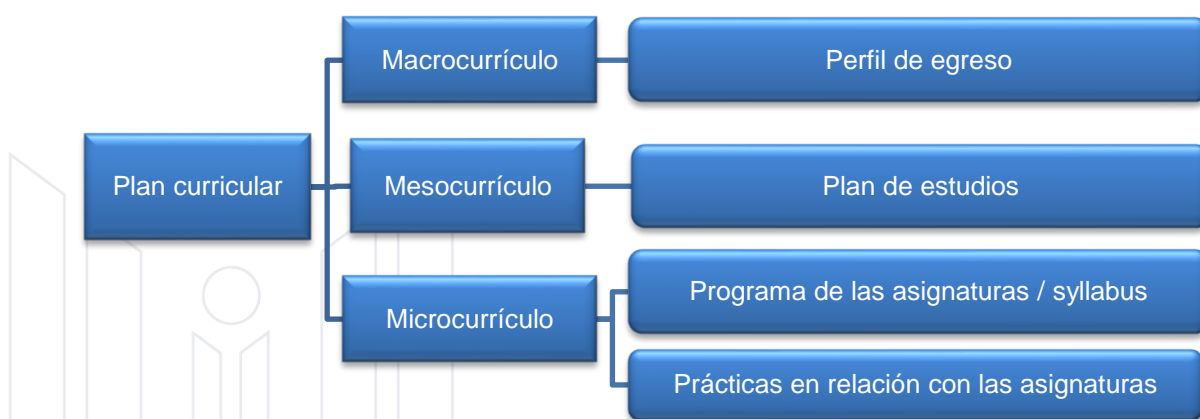 Plan curricular
Macrocurrículo
Perfil de egreso
Mesocurrículo
Plan de estudios
Microcurrículo
Programa de las asignaturas / syllabus
Prácticas en relación con las asignaturas